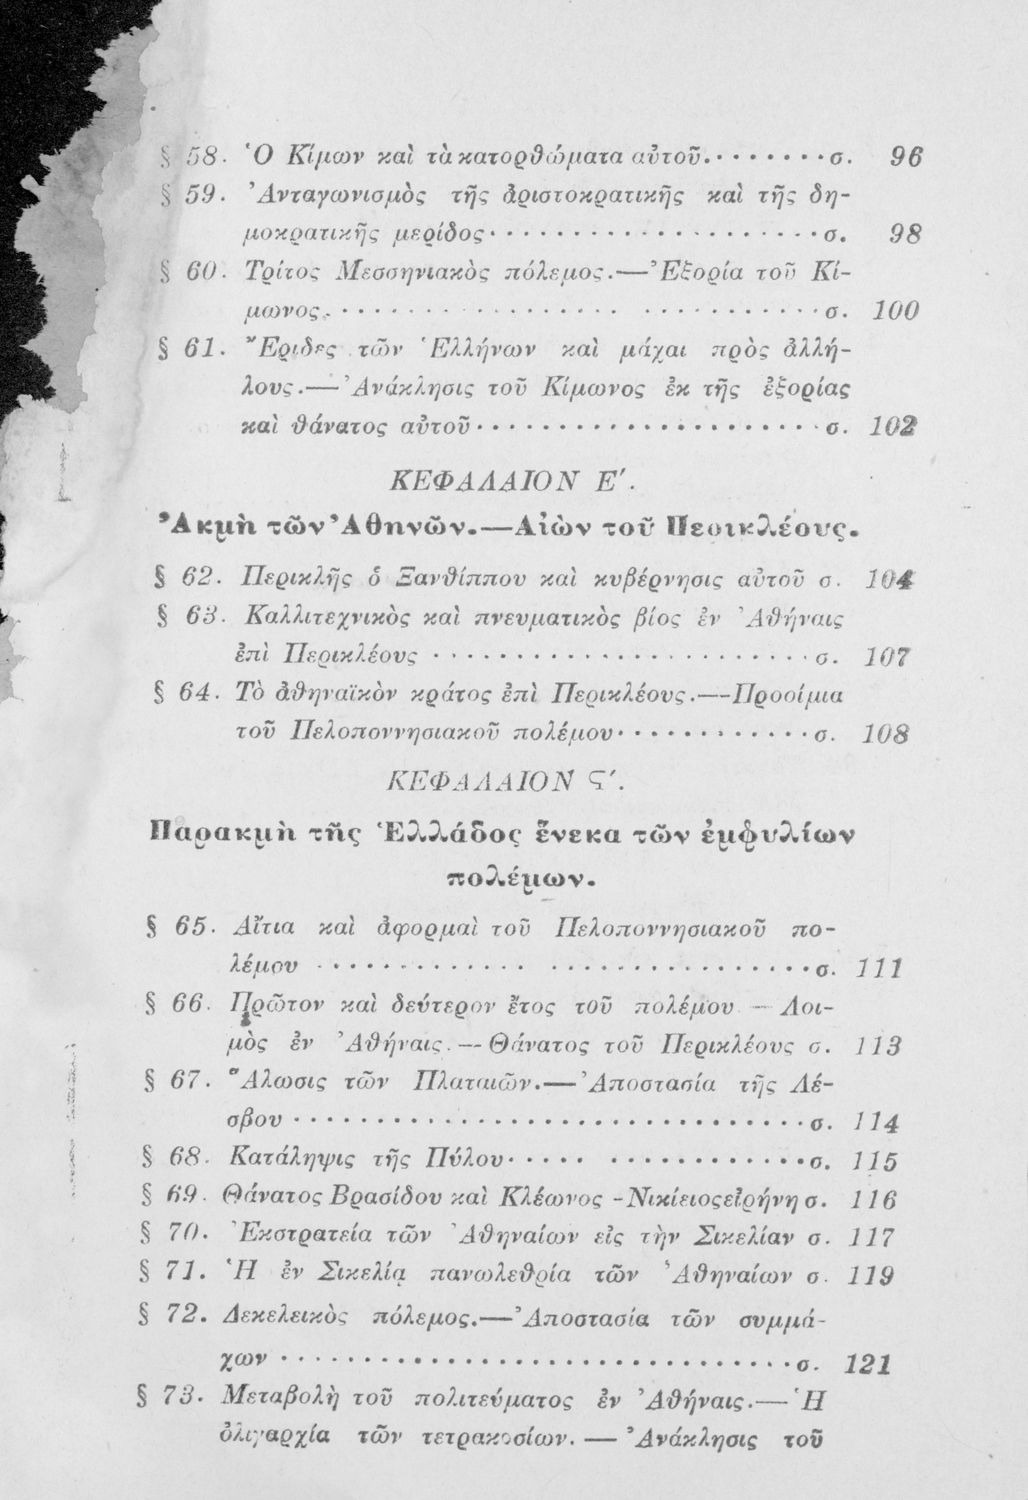 § 58. Ὁ Κίμων καὶ τὰ κατορθώματα αὐτοῦ........σ. 96
§ 59. Ἀνταγωνισμὸς τῆς ἀριστοκρατικῆς καὶ τῆς δη-
μοκρατικῆς μερίδος....................σ. 98
§ 60. Τρίτος Μεσσηνιακὸς πόλεμος.—Ἐξορία τοῦ Κί-
μωνος..............................σ. 100
§ 61. Ἔριδες τῶν Ἑλλήνων καὶ μάχαι πρὸς ἀλλή-
λους.—Ἀνάκλησις τοῦ Κίμωνος ἐκ τῆς ἐξορίας
καὶ θάνατος αὐτοῦ.....................σ. 102
ΚΕΦΑΛΑΙΟΝ Ε΄.
Ἀκμὴ τῶν Ἀθηνῶν.—Αἰὼν τοῦ Περικλέους.
§ 62. Περικλῆς ὁ Ξανθίππου καὶ κυβέρνησις αὐτοῦ σ. 104
§ 63. Καλλιτεχνικὸς καὶ πνευματικὸς βίος ἐν Ἀθήναις
ἐπὶ Περικλέους .......................σ. 107
§ 64. Τὸ ἀθηναϊκὸν κράτος ἐπὶ Περικλέους.—Προοίμια
τοῦ Πελοποννησιακοῦ πολέμου............σ. 108
ΚΕΦΑΛΑΙΟΝ Ϛ΄.
Παρακμὴ τῆς Ἑλλάδος ἕνεκα τῶν ἐμφυλίων
πολέμων.
§ 65. Αἴτια καὶ ἀφορμαὶ τοῦ Πελοποννησιακοῦ πο-
λέμου ..............................σ. 111
§ 66. Πρῶτον καὶ δεύτερον ἔτος τοῦ πολέμου — Λοι-
μὸς ἐν Ἀθήναις.—Θάνατος τοῦ Περικλέους σ. 113
§ 67. Ἅλωσις τῶν Πλαταιῶν.—Ἀποστασία τῆς Λέ-
σβου ...............................σ. 114
§ 68. Κατάληψις τῆς Πύλου.................σ. 115
§ 69. Θάνατος Βρασίδου καὶ Κλέωνος -Νικίειος εἰρήνη σ. 116
§ 70. Ἐκστρατεία τῶν Ἀθηναίων εἰς τὴν Σικελίαν σ. 117
§ 71. Ἡ ἐν Σικελίᾳ πανωλεθρία τῶν Ἀθηναίων σ. 119
§ 72. Δεκελεικὸς πόλεμος.—Ἀποστασία τῶν συμμά-
χων ...............................σ. 121
§ 73. Μεταβολὴ τοῦ πολιτεύματος ἐν Ἀθήναις.—Ἡ
ὀλιγαρχία τῶν τετρακοσίων. — Ἀνάκλησις τοῦ